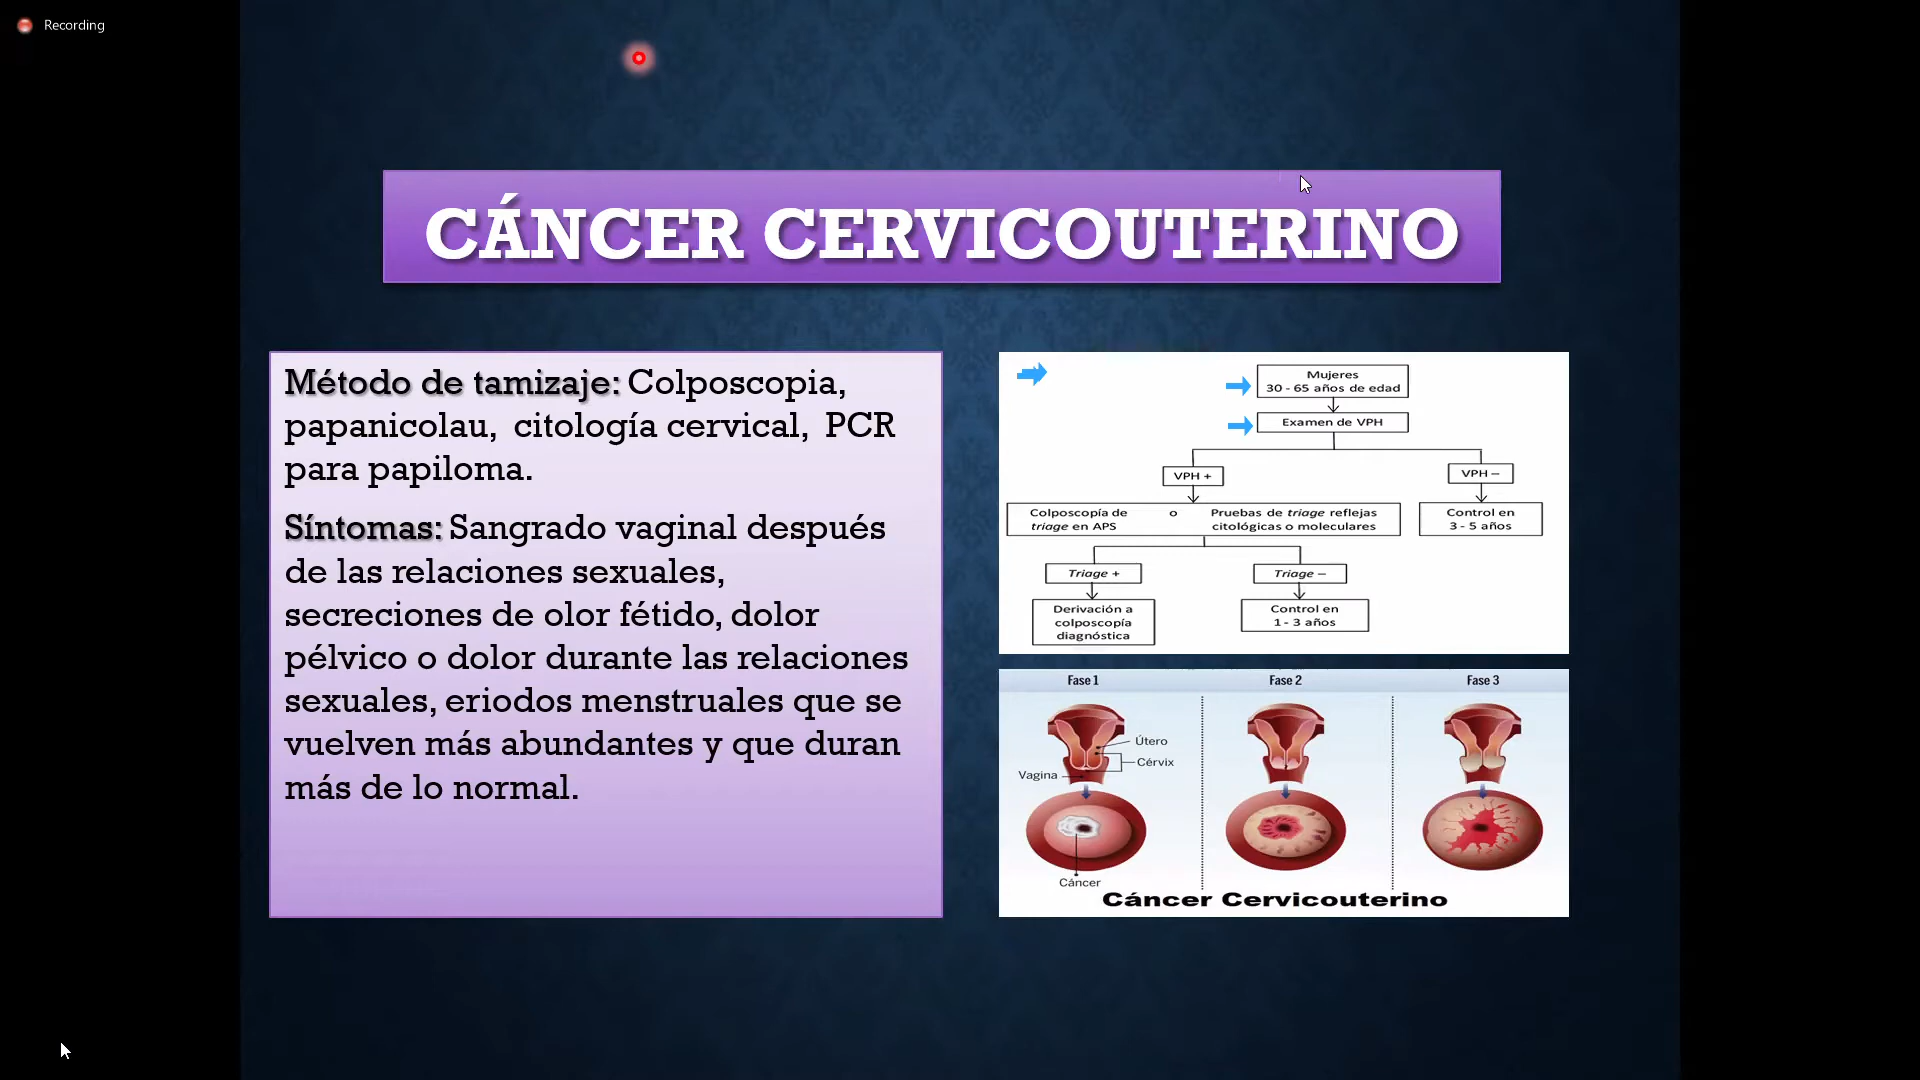 Recording
CÁNCER CERVICOUTERINO
Método de tamizaje: Colposcopia,
papanicolau, citología cervical, PCR
para papiloma.
Síntomas: Sangrado vaginal después
de las relaciones sexuales,
secreciones de olor fétido, dolor
pélvico o dolor durante las relaciones
sexuales, eriodos menstruales que se
vuelven más abundantes y que duran
más de lo normal.
Mujeres
30 - 65 años de edad
Examen de VPH
VPH +
VPH –
Colposcopía de
triage en APS
o
Pruebas de triage reflejas
citológicas o moleculares
Control en
3 - 5 años
Triage +
Triage –
Derivación a
colposcopía
diagnóstica
Control en
1 - 3 años
Fase 1
Fase 2
Fase 3
Útero
Cérvix
Vagina
Cáncer
Cáncer Cervicouterino